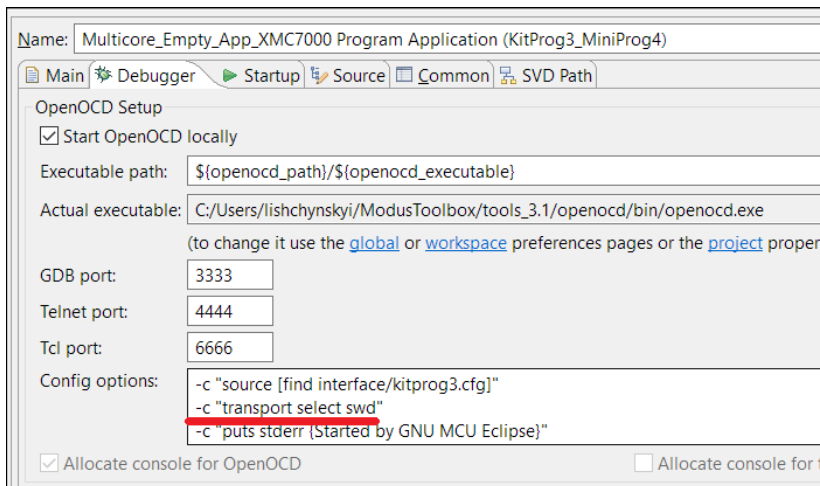 Name: Multicore_Empty_App_XMC7000 Program Application (KitProg3_MiniProg4)
Main Debugger Startup Source Common SVD Path
OpenOCD Setup
Start OpenOCD locally
Executable path: ${openocd_path}/${openocd_executable}
Actual executable: C:/Users/lishchynskyi/ModusToolbox/tools_3.1/openocd/bin/openocd.exe
(to change it use the global or workspace preferences pages or the project proper
GDB port: 3333
Telnet port: 4444
Tcl port: 6666
Config options: -c "source [find interface/kitprog3.cfg]"
-c "transport select swd"
-c "puts stderr {Started by GNU MCU Eclipse}"
Allocate console for OpenOCD Allocate console for t